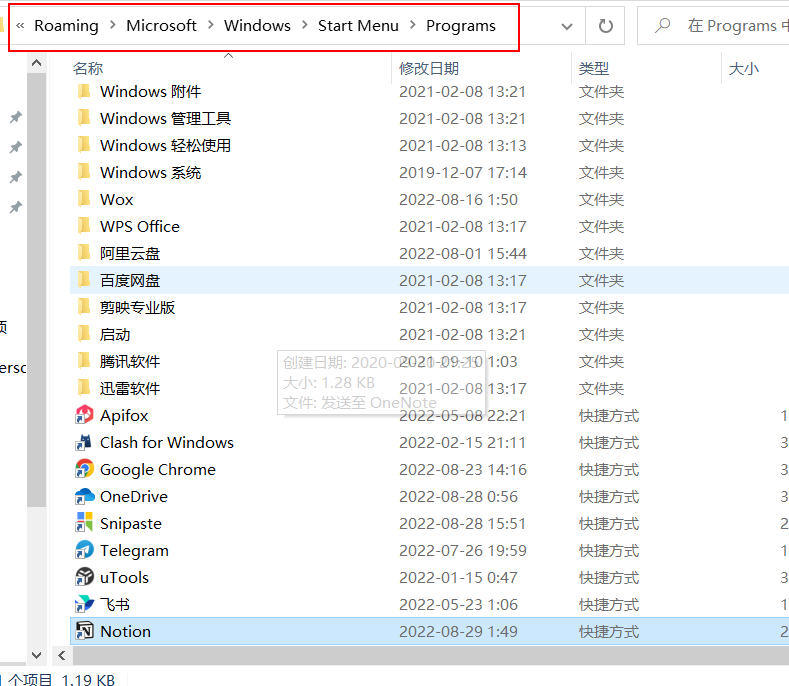 « Roaming > Microsoft > Windows > Start Menu > Programs
在 Programs 中
名称 修改日期 类型 大小
Windows 附件 2021-02-08 13:21 文件夹
Windows 管理工具 2021-02-08 13:21 文件夹
Windows 轻松使用 2021-02-08 13:13 文件夹
Windows 系统 2019-12-07 17:14 文件夹
Wox 2022-08-16 1:50 文件夹
WPS Office 2021-02-08 13:17 文件夹
阿里云盘 2022-08-01 15:44 文件夹
百度网盘 2021-02-08 13:17 文件夹
剪映专业版 2021-02-08 13:17 文件夹
启动 2021-02-08 13:21 文件夹
腾讯软件 2021-09-10 1:03 文件夹
迅雷软件 2021-02-08 13:17 文件夹
创建日期: 
大小: 1.28 KB
文件: 发送至 OneNote
Apifox 2022-05-08 22:21 快捷方式 1
Clash for Windows 2022-02-15 21:11 快捷方式 3
Google Chrome 2022-08-23 14:16 快捷方式 3
OneDrive 2022-08-28 0:56 快捷方式 3
Snipaste 2022-08-28 15:51 快捷方式 2
Telegram 2022-07-26 19:59 快捷方式 1
uTools 2022-01-15 0:47 快捷方式 3
飞书 2022-05-23 1:06 快捷方式 1
Notion 2022-08-29 1:49 快捷方式 2
个项目 1.19 KB